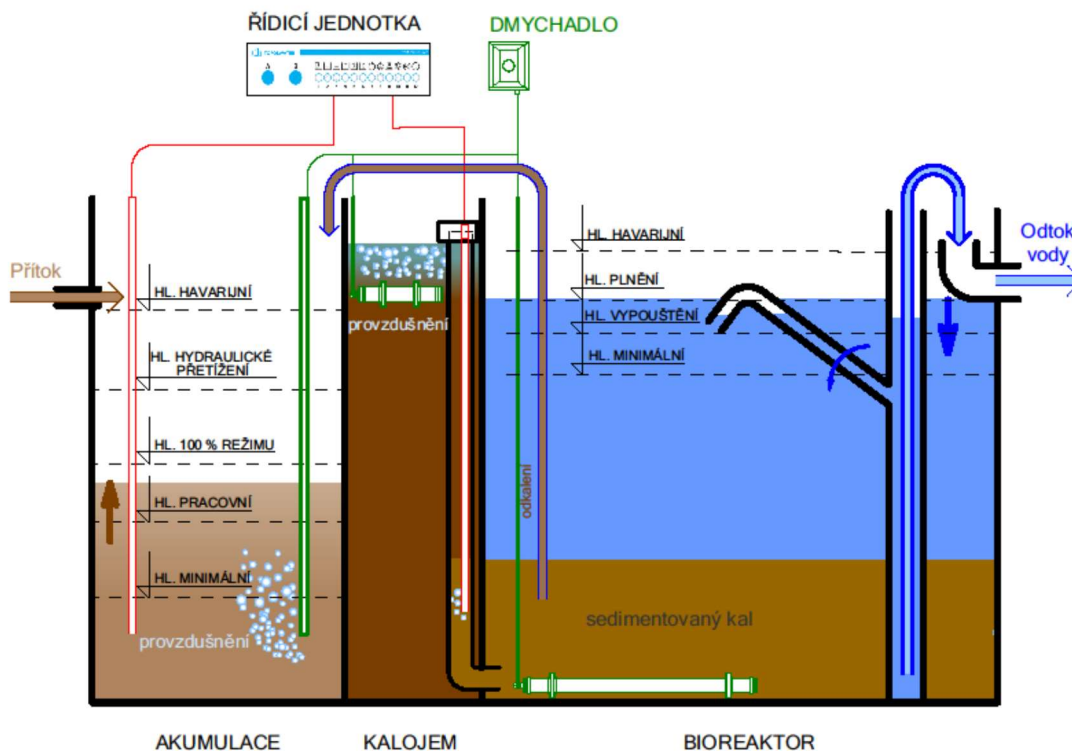 ŘÍDICÍ JEDNOTKA
DMYCHADLO
Přítok
Odtok
vody
HL. HAVARIJNÍ
HL. HYDRAULICKÉ
PŘETÍŽENÍ
HL. 100 % REŽIMU
HL. PRACOVNÍ
HL. MINIMÁLNÍ
provzdušnění
provzdušnění
odkalení
HL. HAVARIJNÍ
HL. PLNĚNÍ
HL. VYPOUŠTĚNÍ
HL. MINIMÁLNÍ
sedimentovaný kal
AKUMULACE
KALOJEM
BIOREAKTOR